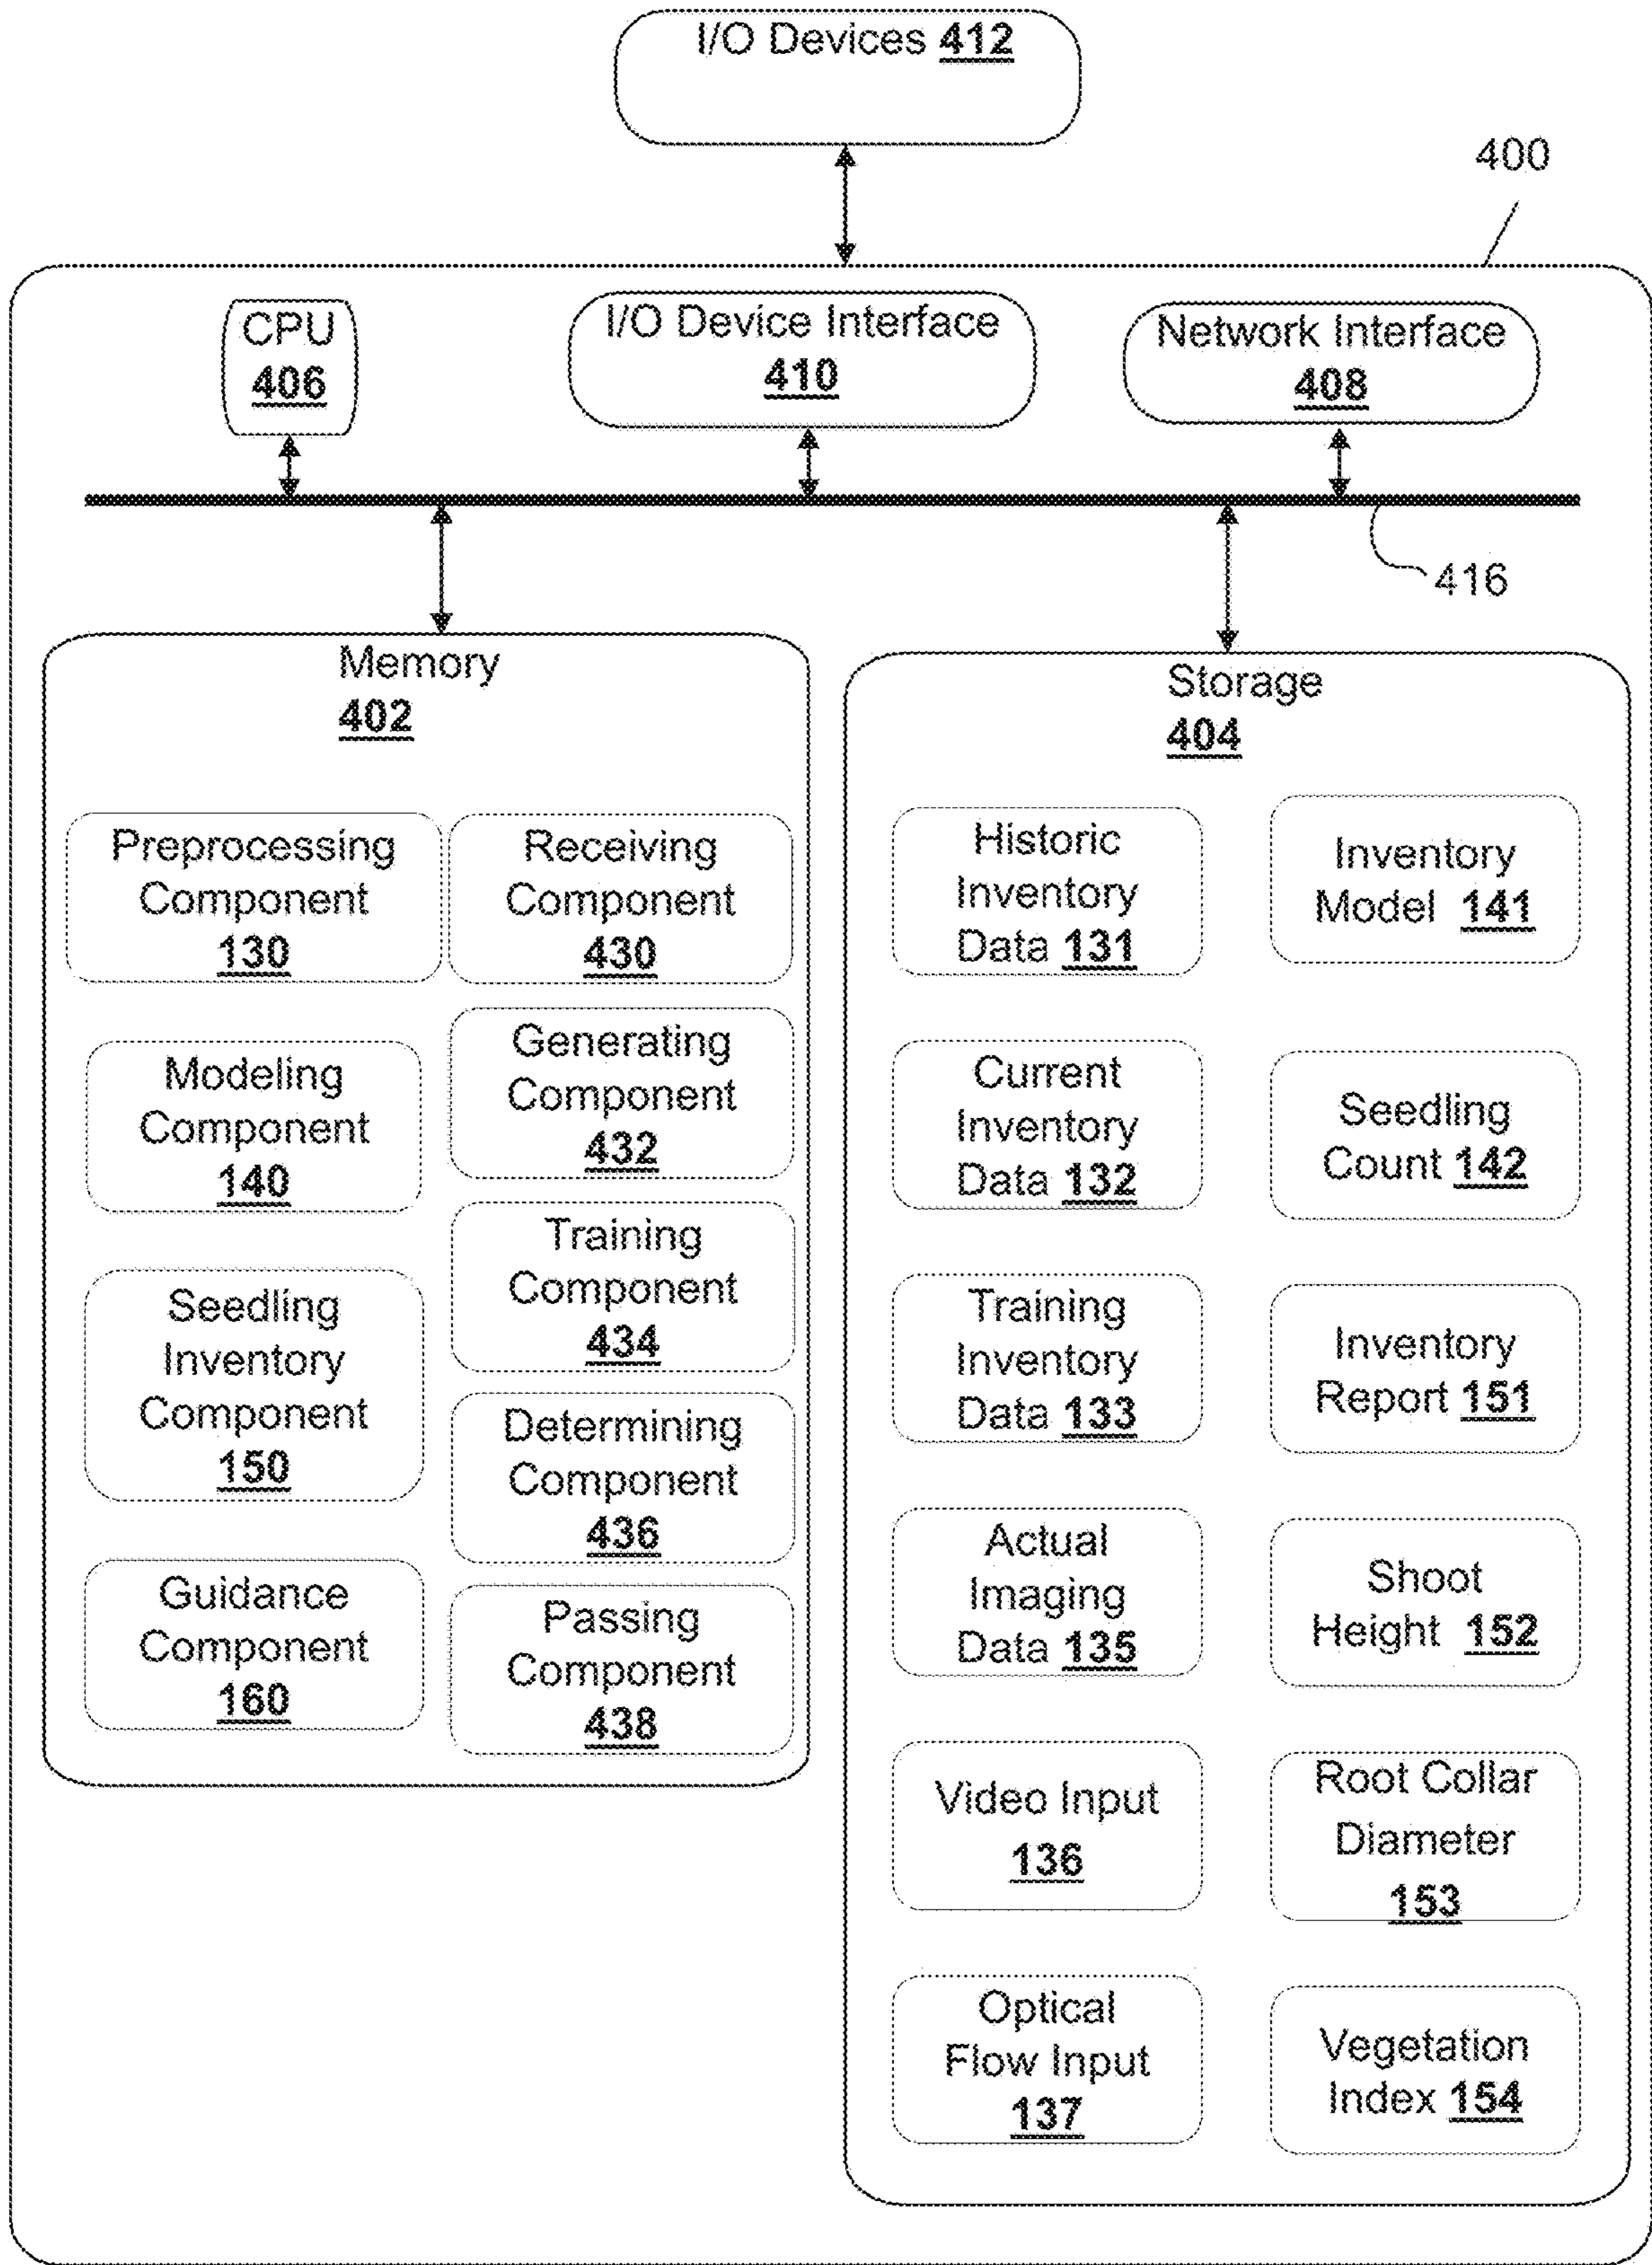 I/O Devices 412
400
CPU
406
I/O Device Interface
410
Network Interface
408
416
Memory
402
Preprocessing
Component
130
Receiving
Component
430
Modeling
Component
140
Generating
Component
432
Seedling
Inventory
Component
150
Training
Component
434
Determining
Component
436
Guidance
Component
160
Passing
Component
438
Storage
404
Historic
Inventory
Data 131
Inventory
Model 141
Current
Inventory
Data 132
Seedling
Count 142
Training
Inventory
Data 133
Inventory
Report 151
Actual
Imaging
Data 135
Shoot
Height 152
Video Input
136
Root Collar
Diameter
153
Optical
Flow Input
137
Vegetation
Index 154